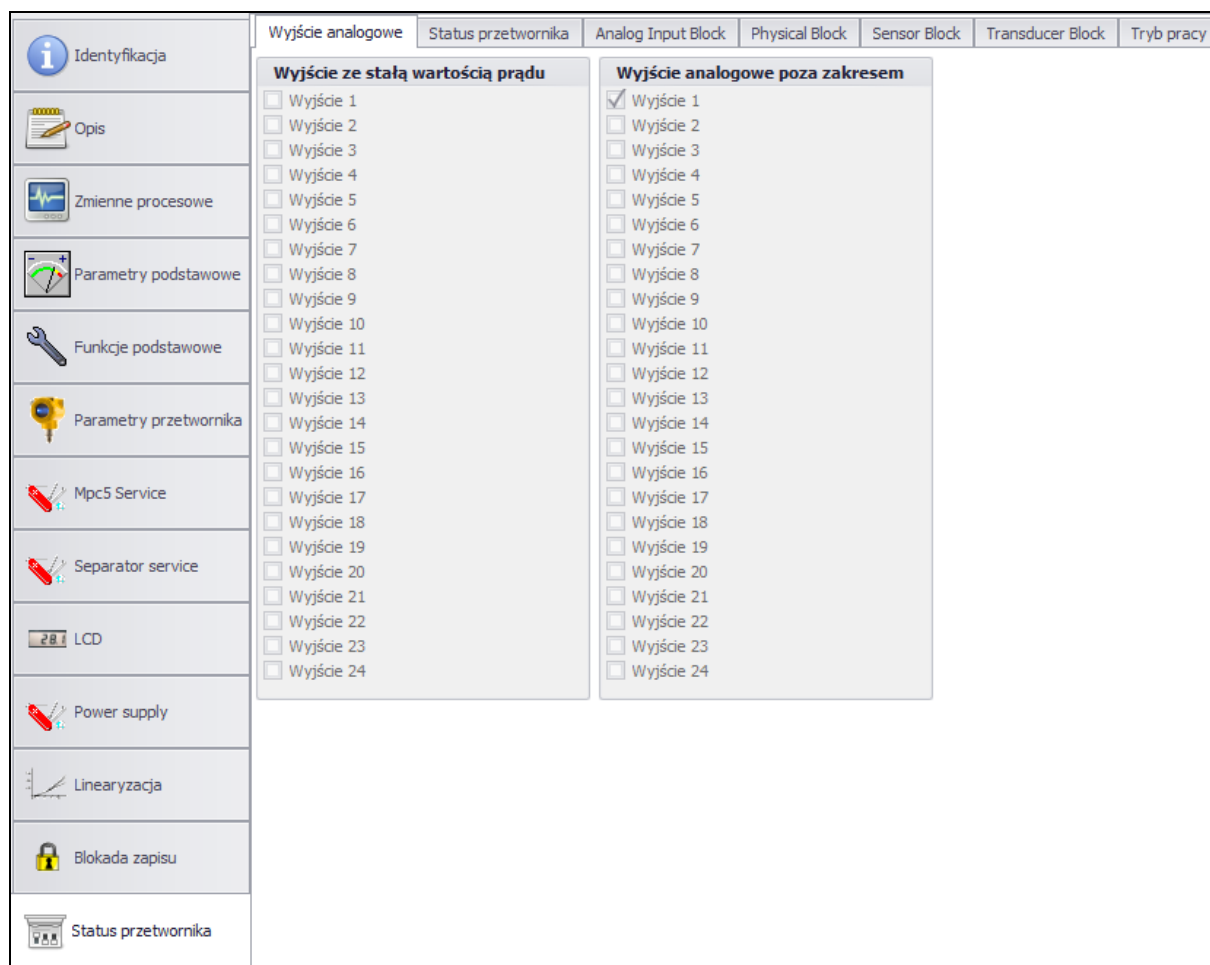 Identyfikacja
Opis
Zmienne procesowe
Parametry podstawowe
Funkcje podstawowe
Parametry przetwornika
Mpc5 Service
Separator service
28.1 LCD
Power supply
Linearyzacja
Blokada zapisu
Status przetwornika
Wyjście analogowe Status przetwornika Analog Input Block Physical Block Sensor Block Transducer Block Tryb pracy
Wyjście ze stałą wartością prądu
Wyjście 1
Wyjście 2
Wyjście 3
Wyjście 4
Wyjście 5
Wyjście 6
Wyjście 7
Wyjście 8
Wyjście 9
Wyjście 10
Wyjście 11
Wyjście 12
Wyjście 13
Wyjście 14
Wyjście 15
Wyjście 16
Wyjście 17
Wyjście 18
Wyjście 19
Wyjście 20
Wyjście 21
Wyjście 22
Wyjście 23
Wyjście 24
Wyjście analogowe poza zakresem
Wyjście 1
Wyjście 2
Wyjście 3
Wyjście 4
Wyjście 5
Wyjście 6
Wyjście 7
Wyjście 8
Wyjście 9
Wyjście 10
Wyjście 11
Wyjście 12
Wyjście 13
Wyjście 14
Wyjście 15
Wyjście 16
Wyjście 17
Wyjście 18
Wyjście 19
Wyjście 20
Wyjście 21
Wyjście 22
Wyjście 23
Wyjście 24